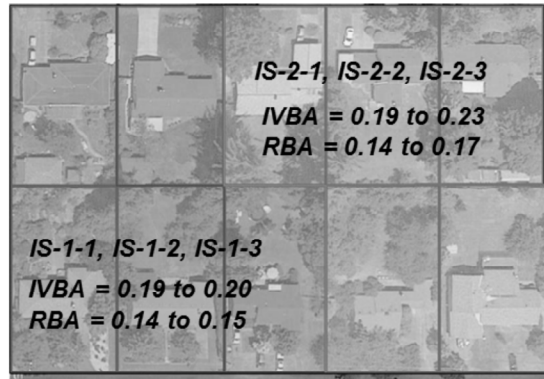 IS-2-1, IS-2-2, IS-2-3
IVBA = 0.19 to 0.23
RBA = 0.14 to 0.17
IS-1-1, IS-1-2, IS-1-3
IVBA = 0.19 to 0.20
RBA = 0.14 to 0.15